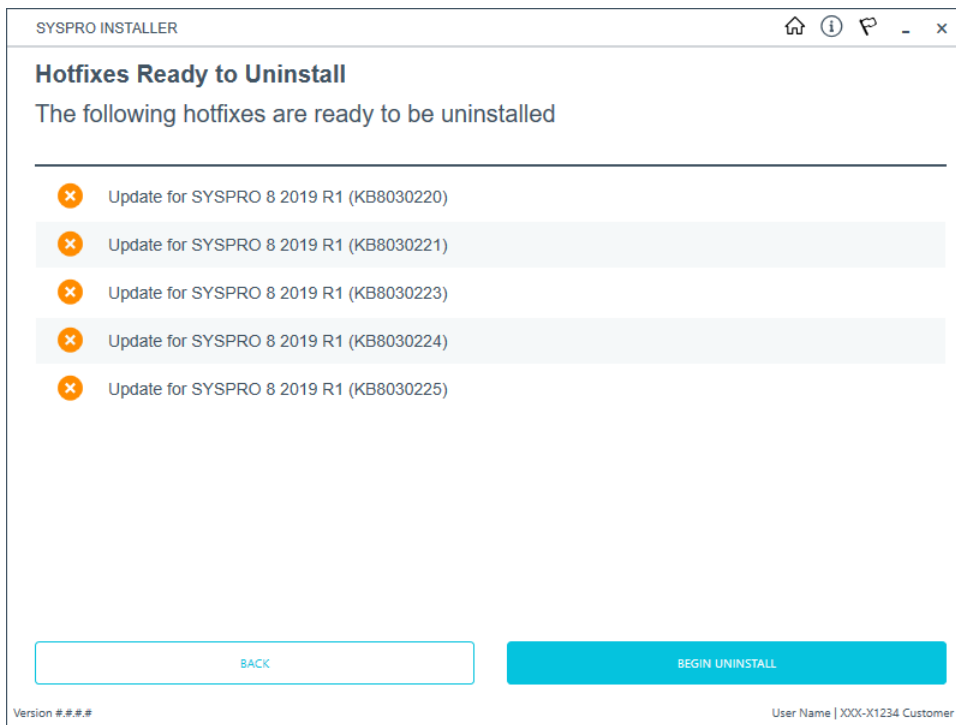 SYSPRO INSTALLER
Hotfixes Ready to Uninstall
The following hotfixes are ready to be uninstalled
Update for SYSPRO 8 2019 R1 (KB8030220)
Update for SYSPRO 8 2019 R1 (KB8030221)
Update for SYSPRO 8 2019 R1 (KB8030223)
Update for SYSPRO 8 2019 R1 (KB8030224)
Update for SYSPRO 8 2019 R1 (KB8030225)
BACK
BEGIN UNINSTALL
Version #.#.#.#
User Name | XXX-X1234 Customer